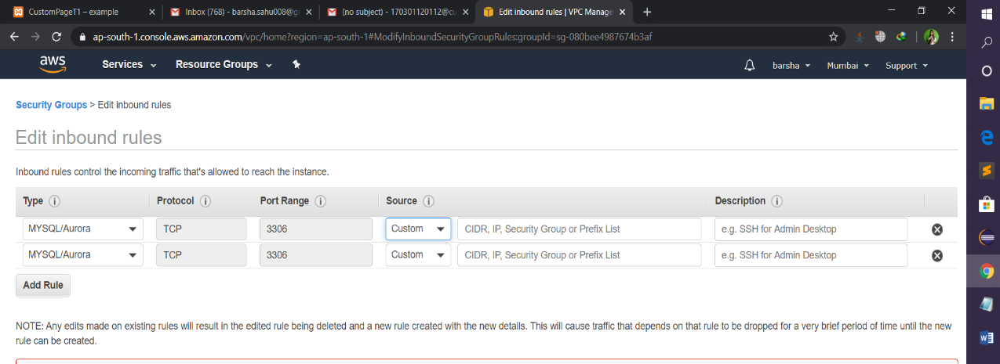 CustomPageT1 – example
Inbox (768) - barsha.sahu008@g
(no subject) - 170301120112@cu
Edit inbound rules | VPC Manage
ap-south-1.console.aws.amazon.com/vpc/home?region=ap-south-1#ModifyInboundSecurityGroupRules:groupId=sg-080bee4987674b3af
aws Services Resource Groups barsha Mumbai Support
Security Groups > Edit inbound rules
Edit inbound rules
Inbound rules control the incoming traffic that's allowed to reach the instance.
Type i Protocol i Port Range i Source i Description i
MYSQL/Aurora TCP 3306 Custom CIDR, IP, Security Group or Prefix List e.g. SSH for Admin Desktop
MYSQL/Aurora TCP 3306 Custom CIDR, IP, Security Group or Prefix List e.g. SSH for Admin Desktop
Add Rule
NOTE: Any edits made on existing rules will result in the edited rule being deleted and a new rule created with the new details. This will cause traffic that depends on that rule to be dropped for a very brief period of time until the new
rule can be created.